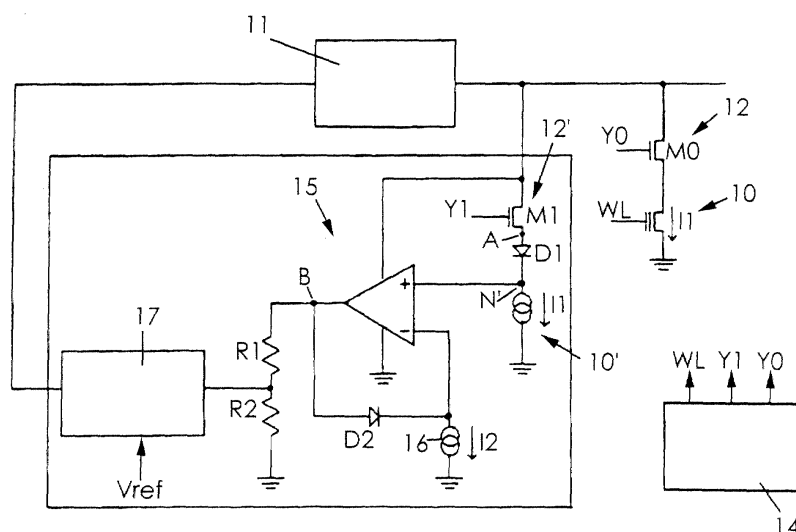 11
12
12'
Y0
M0
15
Y1
M1
10
WL
I1
A
D1
B
+
N'
I1
17
−
R1
10'
WL Y1 Y0
R2
D2
16
I2
Vref
14